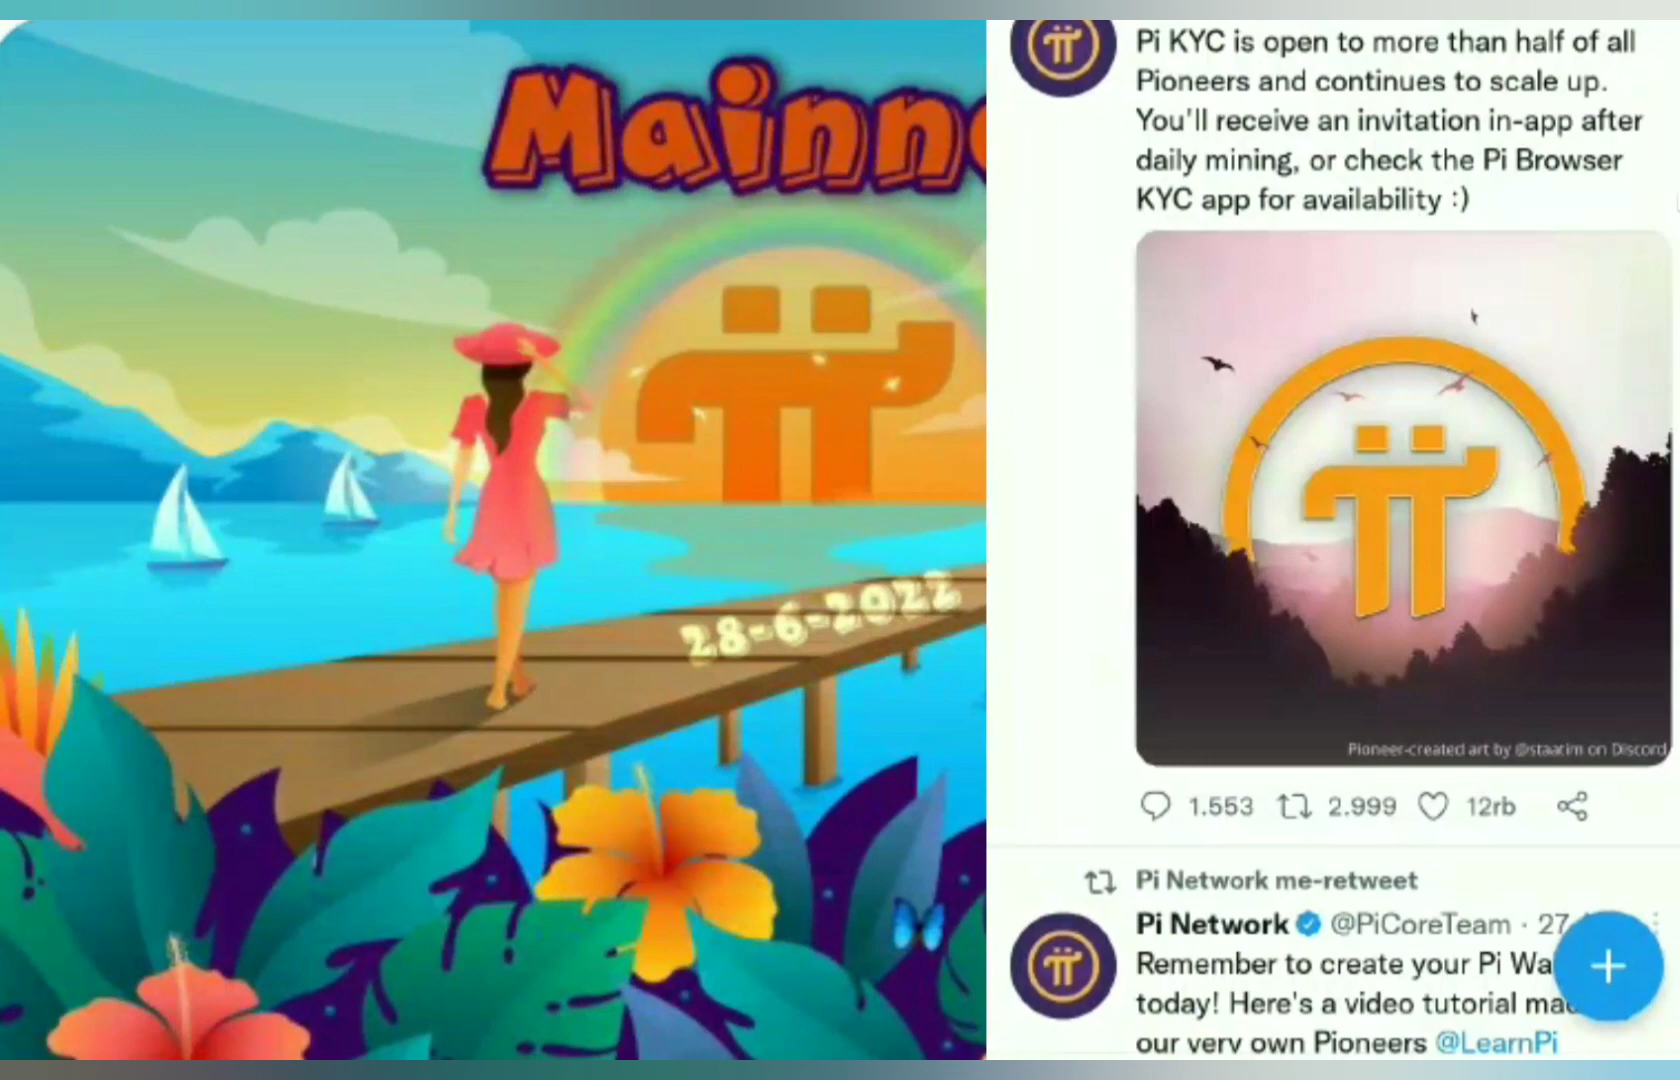 Mainn
28-6-2022
Pi KYC is open to more than half of all
Pioneers and continues to scale up.
You'll receive an invitation in-app after
daily mining, or check the Pi Browser
KYC app for availability :)
Pioneer-created art by @staatim on Discord
1.553 2.999 12rb
Pi Network me-retweet
Pi Network @PiCoreTeam · 27
Remember to create your Pi Wa
today! Here's a video tutorial mad
our very own Pioneers @LearnPi